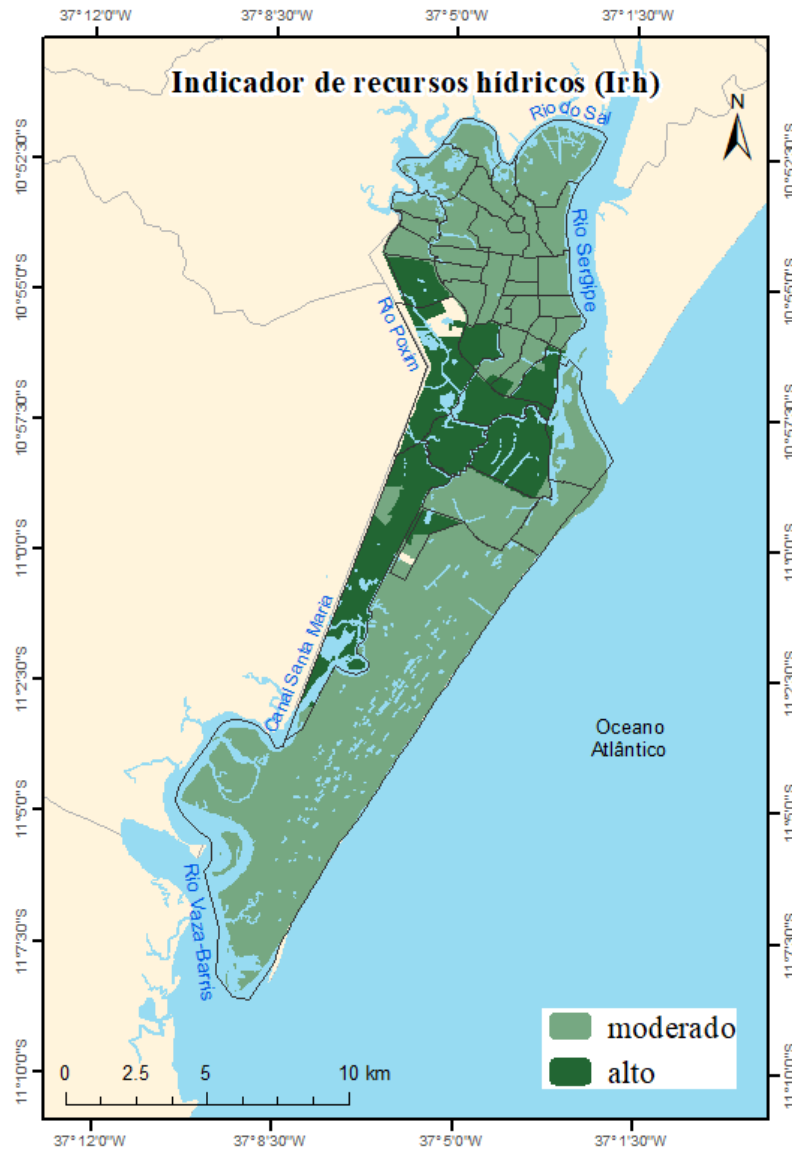 37°12'0"W 37°8'30"W 37°5'0"W 37°1'30"W
Indicador de recursos hídricos (Irh)
N
Rio do Sal
10°52'30"S 10°52'30"S
Rio Sergipe
10°55'0"S 10°55'0"S
Rio Poxim
10°57'30"S 10°57'30"S
11°0'0"S 11°0'0"S
Canal Santa Maria
11°2'30"S 11°2'30"S
Oceano
Atlântico
11°5'0"S 11°5'0"S
Rio Vaza-Barris
11°7'30"S 11°7'30"S
moderado
alto
0 2.5 5 10 km
11°10'0"S 11°10'0"S
37°12'0"W 37°8'30"W 37°5'0"W 37°1'30"W